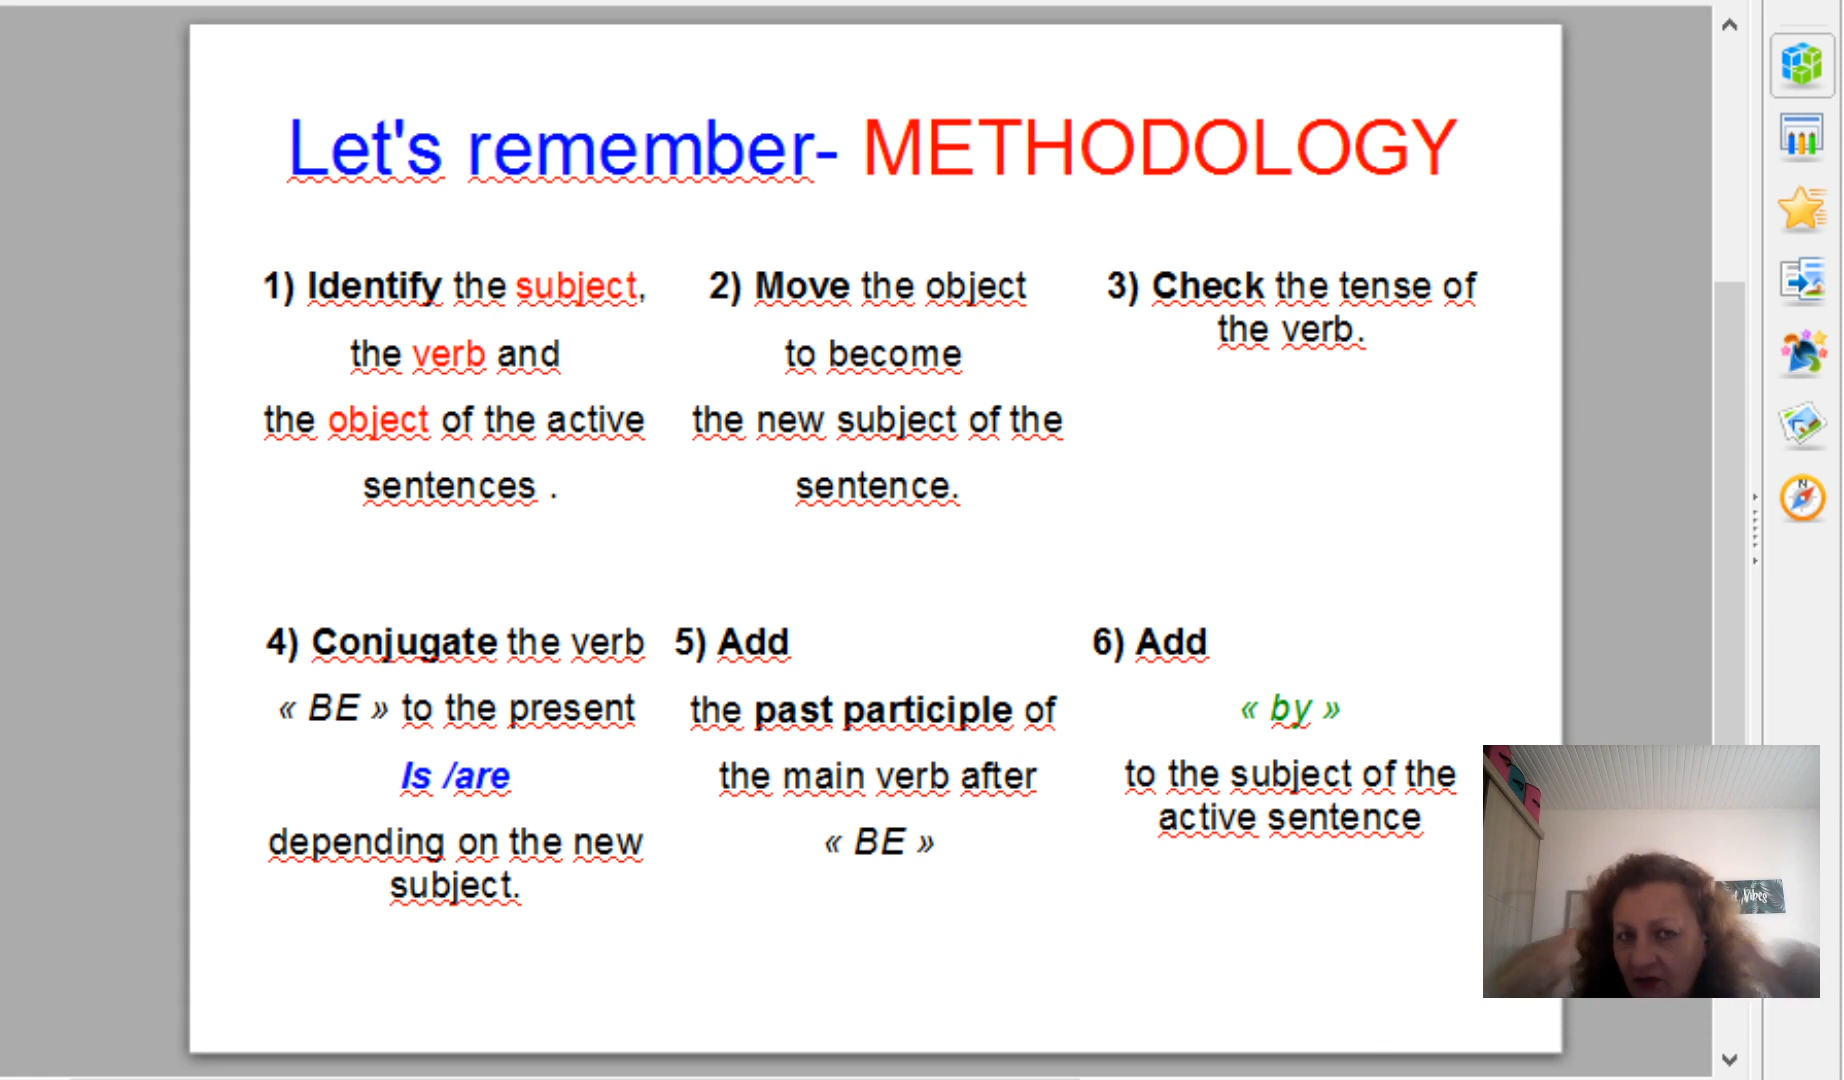 Let's remember- METHODOLOGY
1) Identify the subject,
the verb and
the object of the active
sentences .
2) Move the object
to become
the new subject of the
sentence.
3) Check the tense of
the verb.
4) Conjugate the verb
« BE » to the present
Is /are
depending on the new
subject.
5) Add
the past participle of
the main verb after
« BE »
6) Add
« by »
to the subject of the
active sentence
Vibes
N